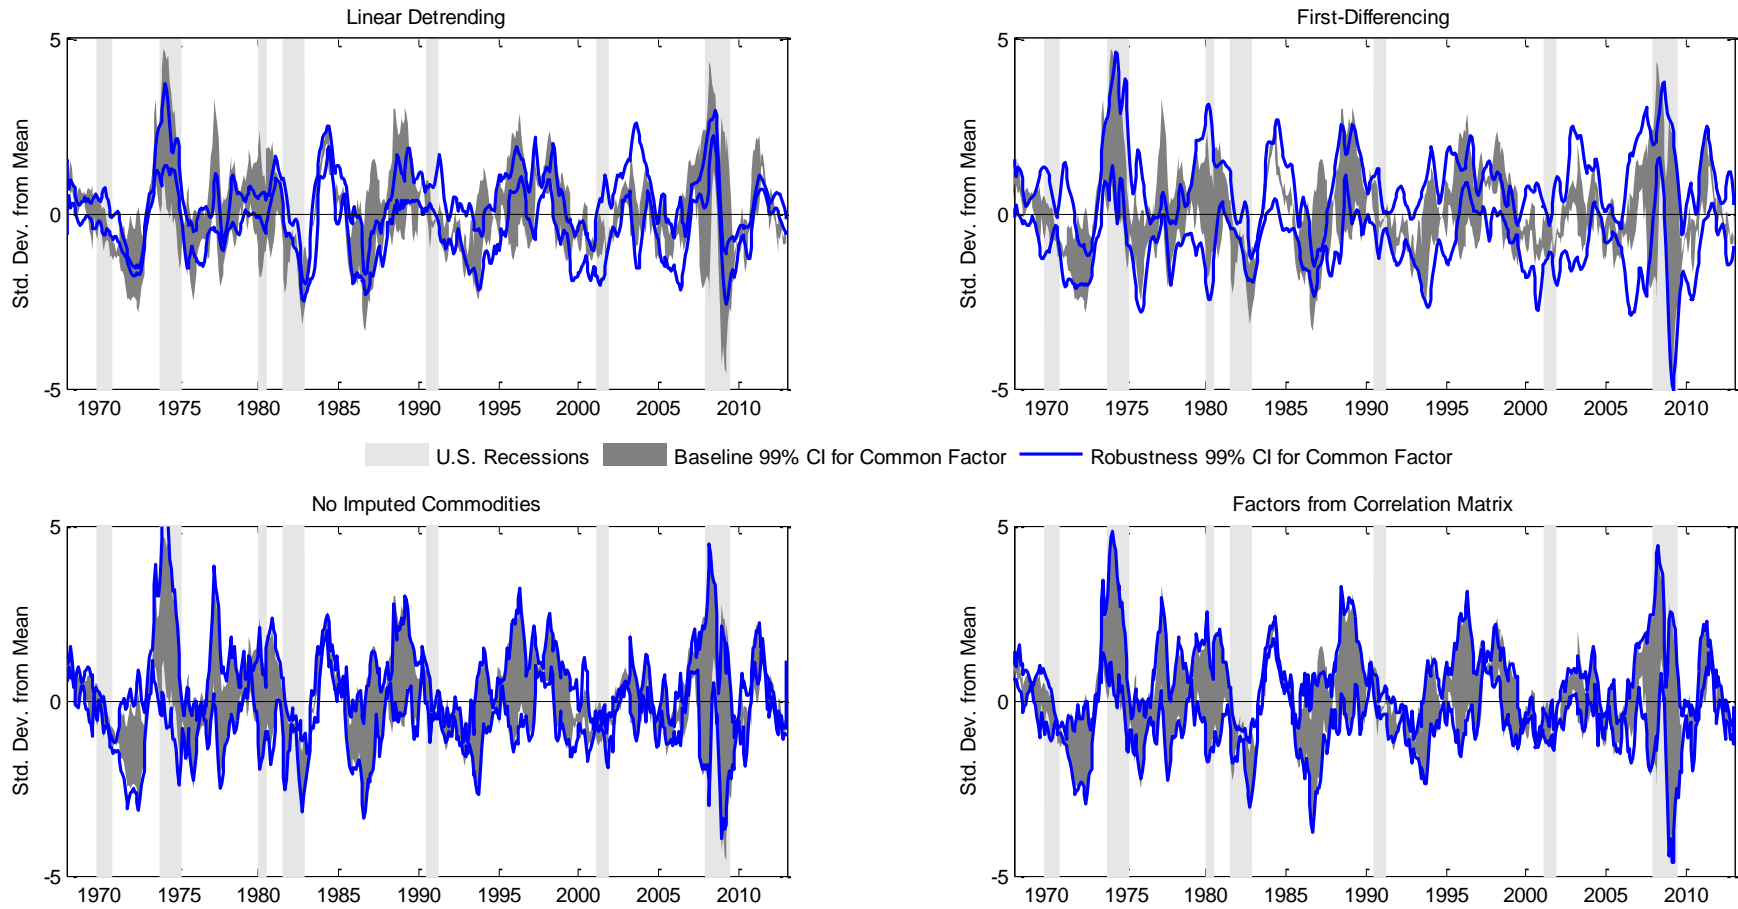 Linear Detrending
First-Differencing
Std. Dev. from Mean
5
0
-5
1970 1975 1980 1985 1990 1995 2000 2005 2010
Std. Dev. from Mean
5
0
-5
1970 1975 1980 1985 1990 1995 2000 2005 2010
U.S. Recessions Baseline 99% CI for Common Factor Robustness 99% CI for Common Factor
No Imputed Commodities
Factors from Correlation Matrix
Std. Dev. from Mean
5
0
-5
1970 1975 1980 1985 1990 1995 2000 2005 2010
Std. Dev. from Mean
5
0
-5
1970 1975 1980 1985 1990 1995 2000 2005 2010